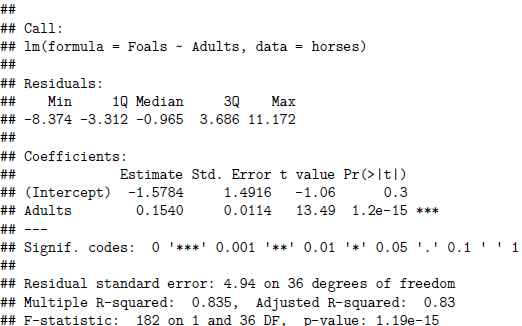 ##
## Call:
## lm(formula = Foals ~ Adults, data = horses)
##
## Residuals:
##    Min     1Q Median     3Q    Max
## -8.374 -3.312 -0.965  3.686 11.172
##
## Coefficients:
##             Estimate Std. Error t value Pr(>|t|)
## (Intercept)  -1.5784     1.4916   -1.06      0.3
## Adults        0.1540     0.0114   13.49  1.2e-15 ***
## ---
## Signif. codes:  0 '***' 0.001 '**' 0.01 '*' 0.05 '.' 0.1 ' ' 1
##
## Residual standard error: 4.94 on 36 degrees of freedom
## Multiple R-squared:  0.835,  Adjusted R-squared:  0.83
## F-statistic:  182 on 1 and 36 DF,  p-value: 1.19e-15